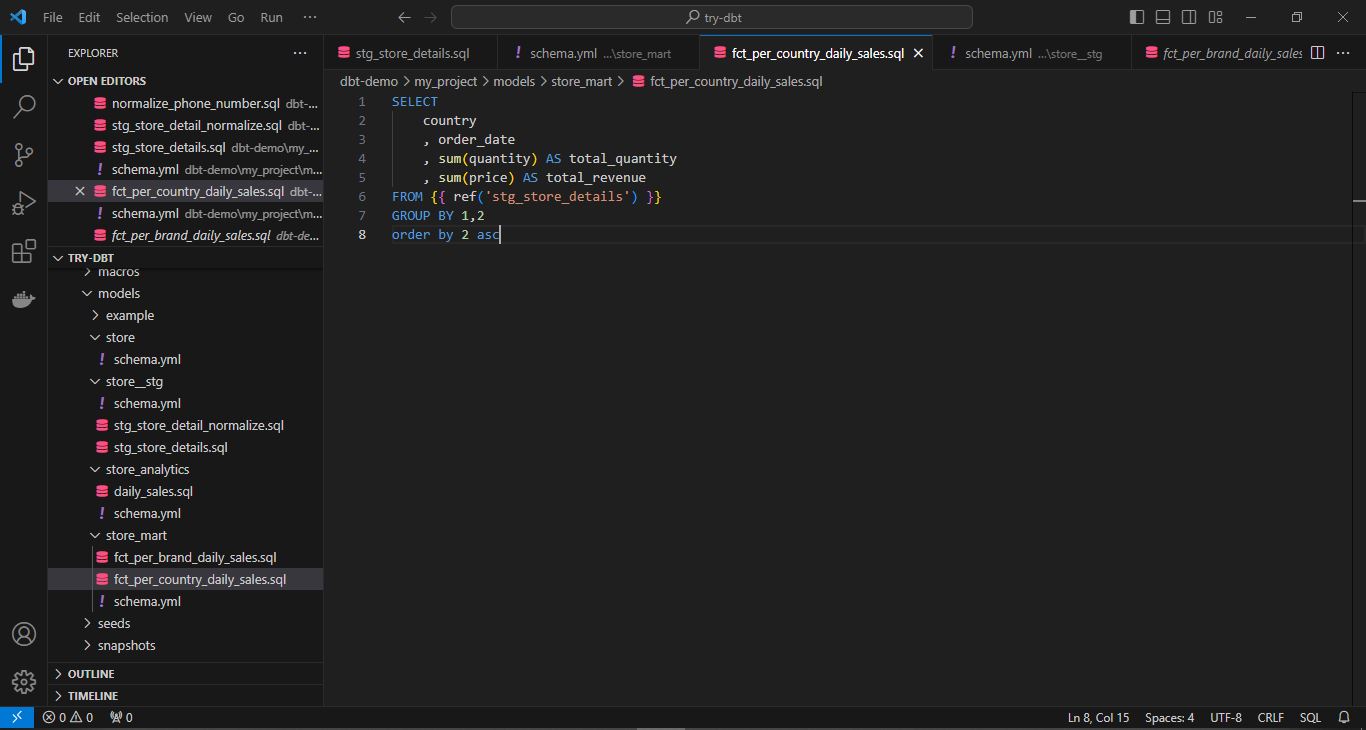 File Edit Selection View Go Run ···
try-dbt
EXPLORER ···
OPEN EDITORS
normalize_phone_number.sql dbt-...
stg_store_detail_normalize.sql dbt-...
stg_store_details.sql dbt-demo\my_...
! schema.yml dbt-demo\my_project\m...
fct_per_country_daily_sales.sql dbt-...
! schema.yml dbt-demo\my_project\m...
fct_per_brand_daily_sales.sql dbt-de...
TRY-DBT
macros
models
example
store
! schema.yml
store__stg
! schema.yml
stg_store_detail_normalize.sql
stg_store_details.sql
store_analytics
daily_sales.sql
! schema.yml
store_mart
fct_per_brand_daily_sales.sql
fct_per_country_daily_sales.sql
! schema.yml
seeds
snapshots
OUTLINE
TIMELINE
stg_store_details.sql ! schema.yml ...\store_mart fct_per_country_daily_sales.sql ! schema.yml ...\store__stg fct_per_brand_daily_sales ···
dbt-demo > my_project > models > store_mart > fct_per_country_daily_sales.sql
1 SELECT
2 country
3 , order_date
4 , sum(quantity) AS total_quantity
5 , sum(price) AS total_revenue
6 FROM {{ ref('stg_store_details') }}
7 GROUP BY 1,2
8 order by 2 asc
0 0 0 Ln 8, Col 15 Spaces: 4 UTF-8 CRLF SQL